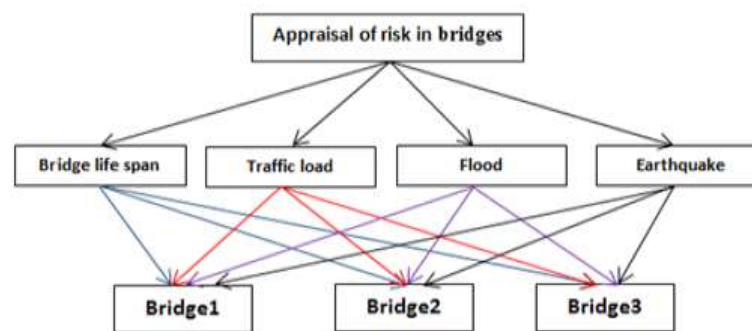 Appraisal of risk in bridges
Bridge life span
Traffic load
Flood
Earthquake
Bridge1
Bridge2
Bridge3